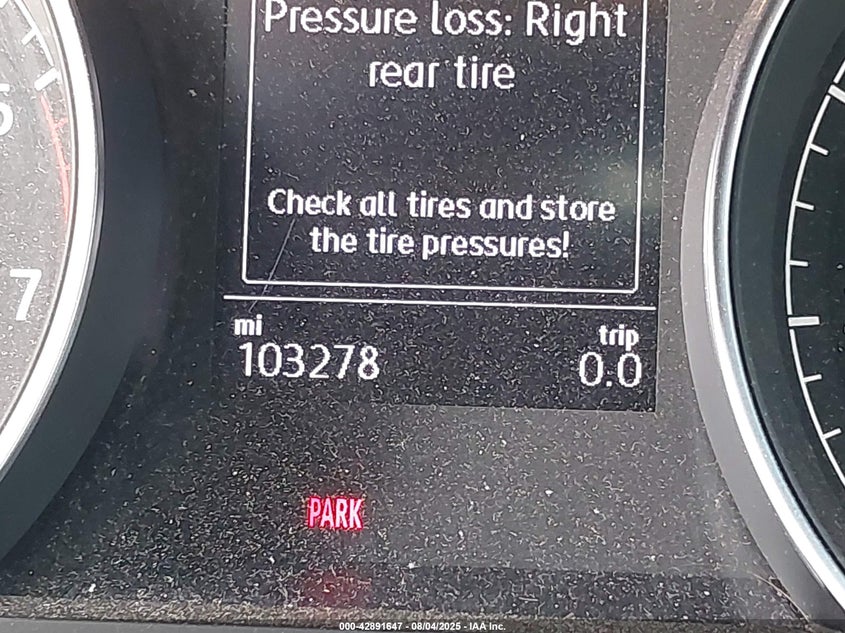 Pressure loss: Right
rear tire
Check all tires and store
the tire pressures!
mi
trip
103278
0.0
7
PARK
000-42891647 - 08/04/2025 - IAA Inc.